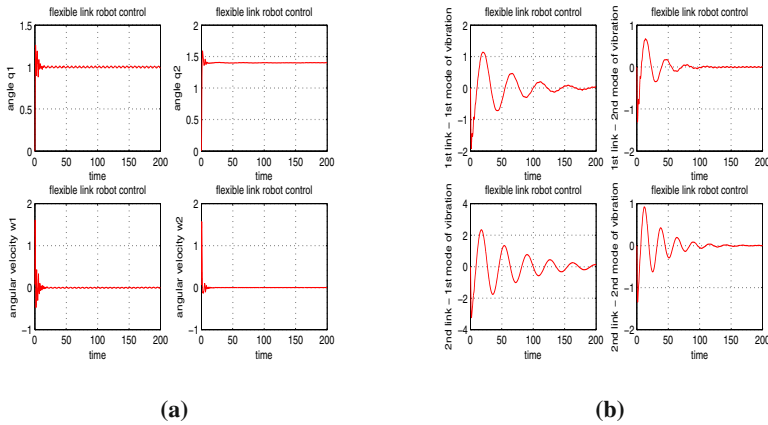 flexible link robot control
angle q1
1.5
1
0.5
0
0 50 100 150 200
time
flexible link robot control
angle q2
2
1.5
1
0.5
0
0 50 100 150 200
time
flexible link robot control
angular velocity w1
2
1
0
−1
0 50 100 150 200
time
flexible link robot control
angular velocity w2
2
1
0
−1
0 50 100 150 200
time
(a)
flexible link robot control
1st link − 1st mode of vibration
2
1
0
−1
−2
0 50 100 150 200
time
flexible link robot control
1st link − 2nd mode of vibration
1
0
−1
−2
0 50 100 150 200
time
flexible link robot control
2nd link − 1st mode of vibration
4
2
0
−2
−4
0 50 100 150 200
time
flexible link robot control
2nd link − 2nd mode of vibration
1
0
−1
−2
0 50 100 150 200
time
(b)